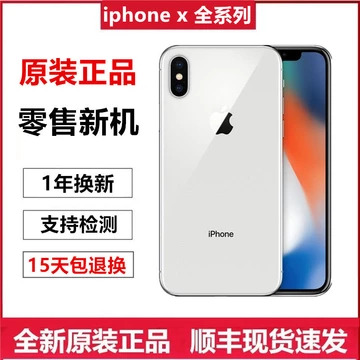 iphone x 全系列
原装正品
零售新机
1年换新
支持检测
15天包退换
iPhone
全新原装正品 顺丰现货速发